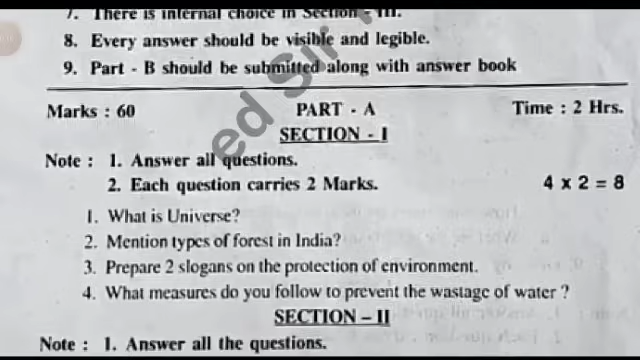 7. There is internal choice in Section - III.
8. Every answer should be visible and legible.
9. Part - B should be submitted along with answer book
Marks : 60 PART - A Time : 2 Hrs.
SECTION - I
Note : 1. Answer all questions.
2. Each question carries 2 Marks. 4 x 2 = 8
1. What is Universe?
2. Mention types of forest in India?
3. Prepare 2 slogans on the protection of environment.
4. What measures do you follow to prevent the wastage of water ?
SECTION – II
Note : 1. Answer all the questions.